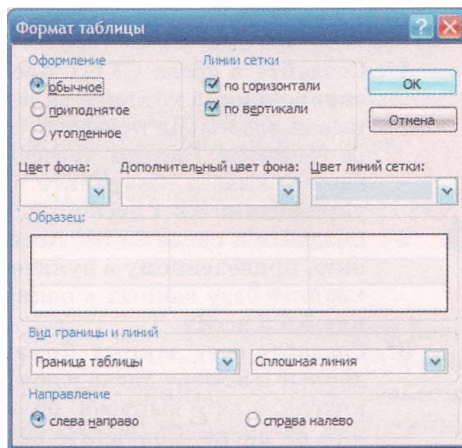 Формат таблицы
Оформление
обычное
приподнятое
утопленное
Линии сетки
по горизонтали
по вертикали
ОК
Отмена
Цвет фона:
Дополнительный цвет фона:
Цвет линий сетки:
Образец:
Вид границы и линий
Граница таблицы
Сплошная линия
Направление
слева направо
справа налево